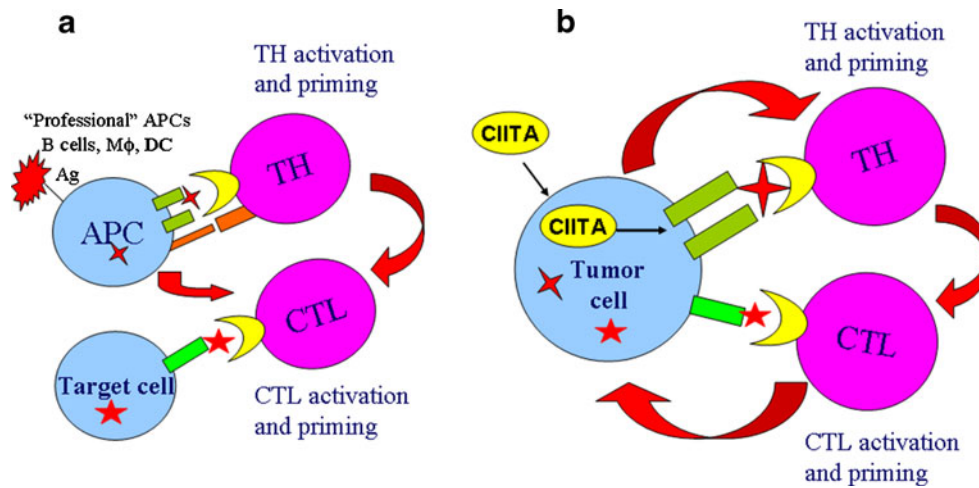 a
TH activation
and priming
“Professional” APCs
B cells, Mϕ, DC
Ag
TH
APC
CTL
Target cell
CTL activation
and priming
b
TH activation
and priming
CIITA
TH
CIITA
Tumor
cell
CTL
CTL activation
and priming